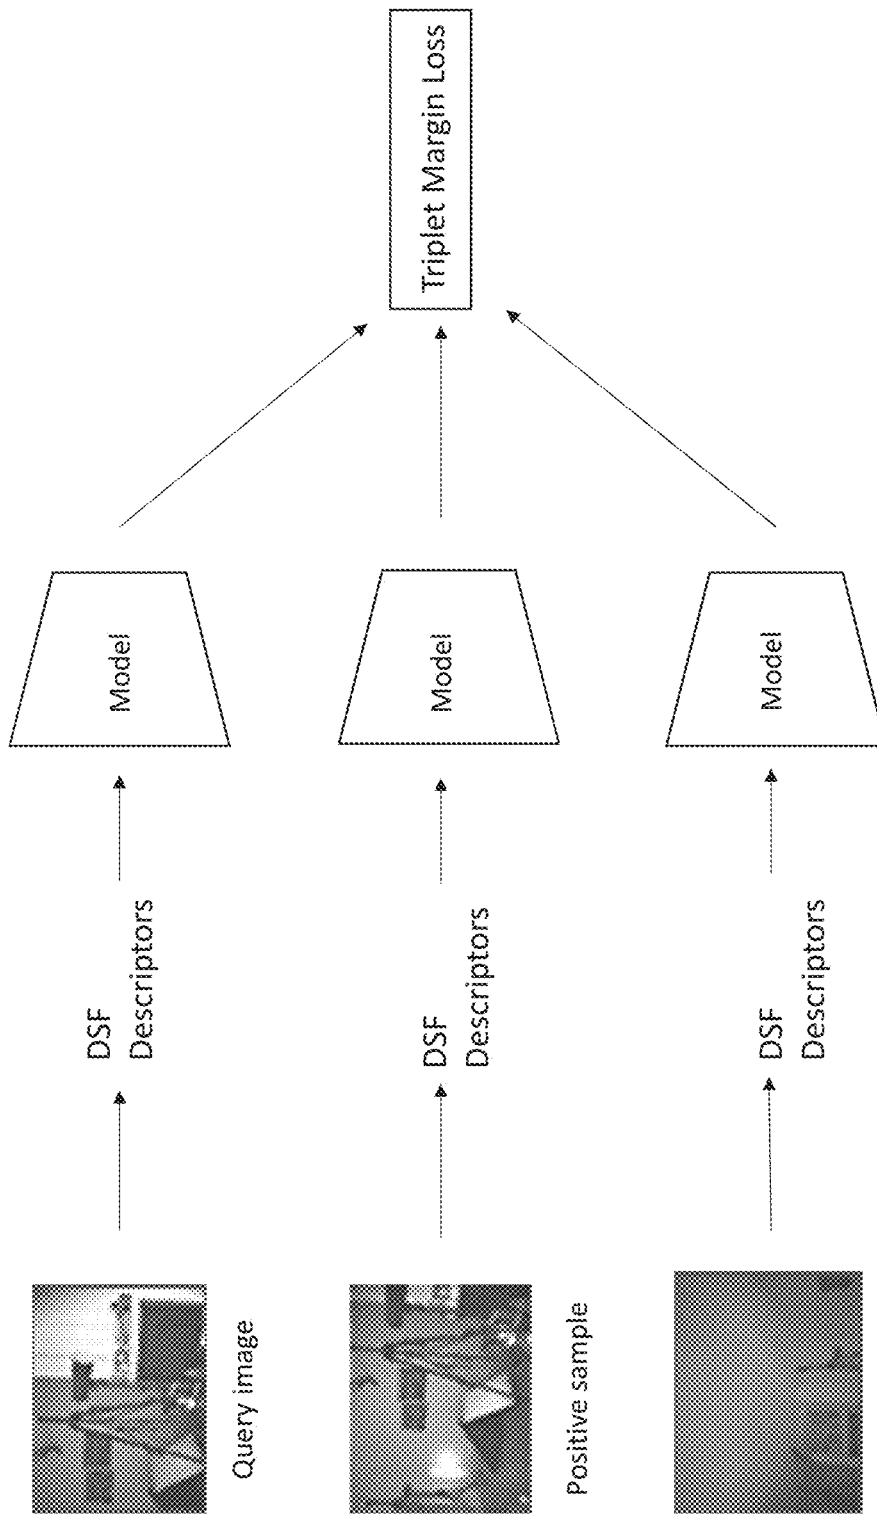 Query image
DSF
Descriptors
Model
Positive sample
DSF
Descriptors
Model
DSF
Descriptors
Model
Triplet Margin Loss